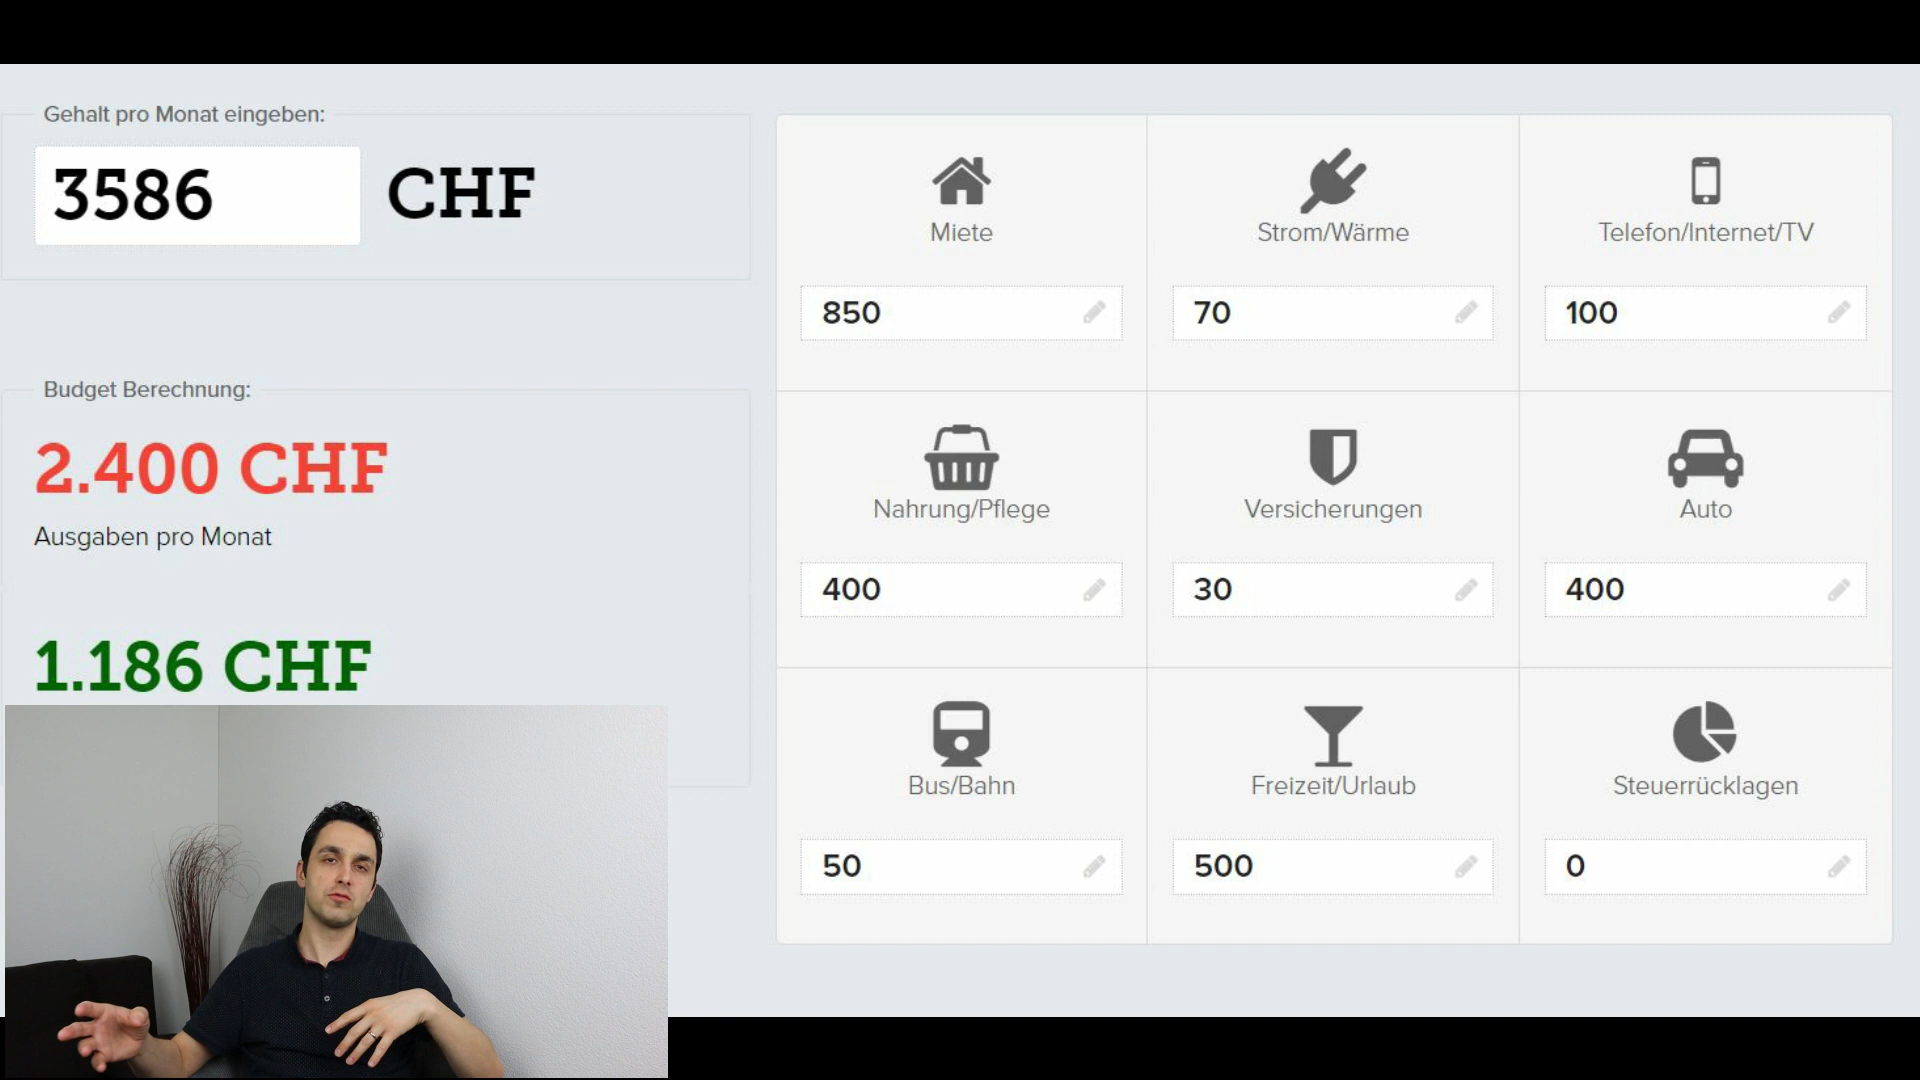 Gehalt pro Monat eingeben:
3586 CHF
Budget Berechnung:
2.400 CHF
Ausgaben pro Monat
1.186 CHF
Miete
850
Strom/Wärme
70
Telefon/Internet/TV
100
Nahrung/Pflege
400
Versicherungen
30
Auto
400
Bus/Bahn
50
Freizeit/Urlaub
500
Steuerrücklagen
0